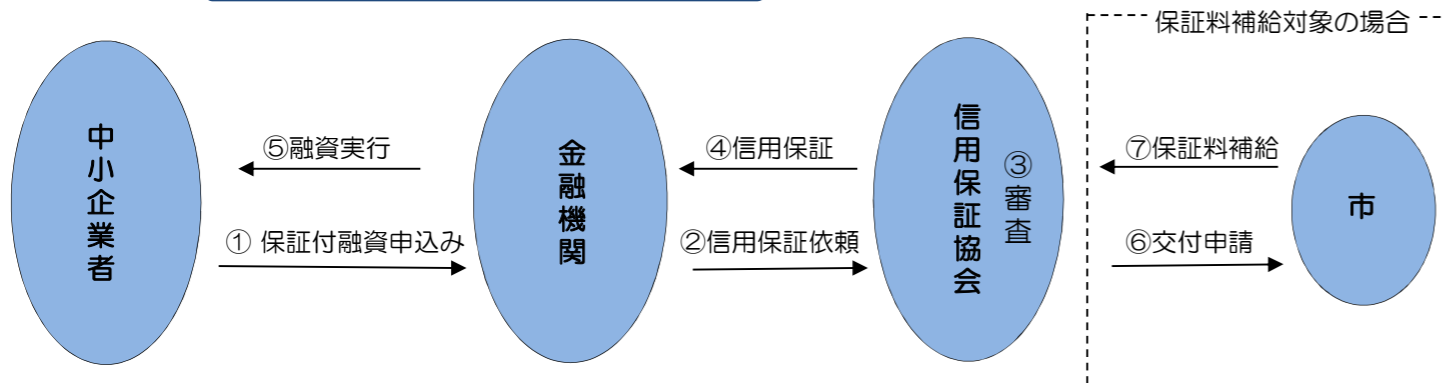 保証料補給対象の場合
中小企業者
⑤融資実行
① 保証付融資申込み
金融機関
④信用保証
②信用保証依頼
信用保証協会
③審査
⑦保証料補給
⑥交付申請
市